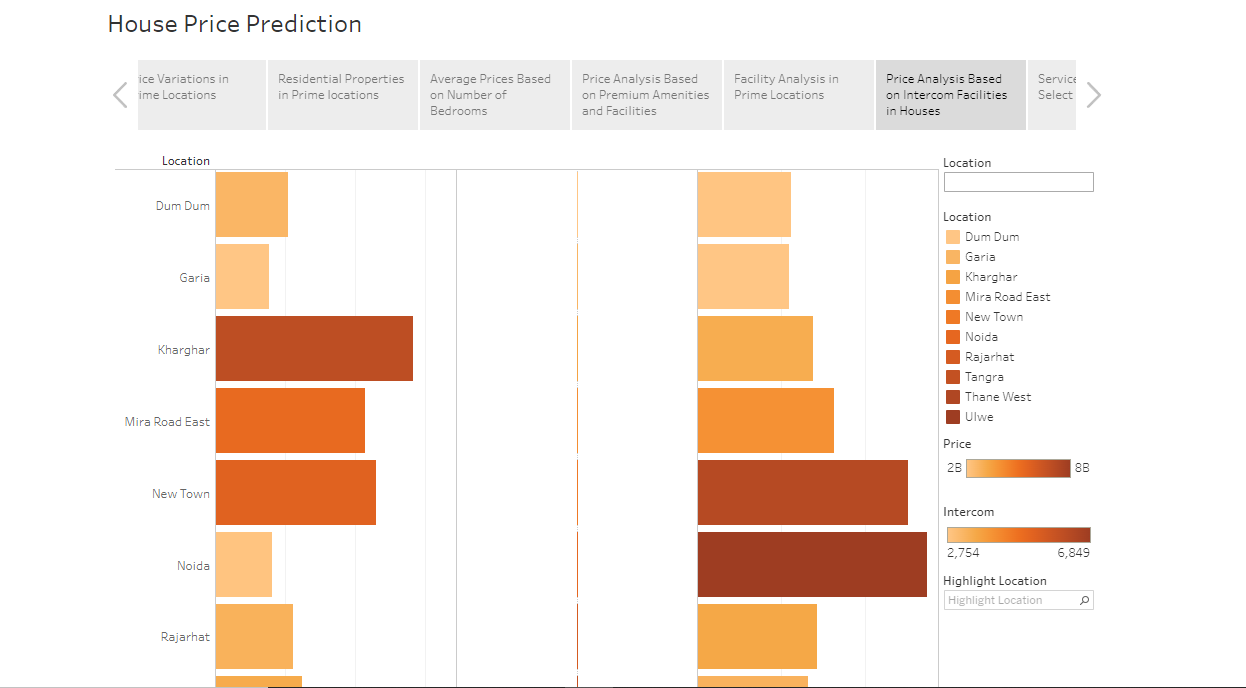 House Price Prediction
ice Variations in
ime Locations
Residential Properties
in Prime locations
Average Prices Based
on Number of
Bedrooms
Price Analysis Based
on Premium Amenities
and Facilities
Facility Analysis in
Prime Locations
Price Analysis Based
on Intercom Facilities
in Houses
Service
Select
Location
Dum Dum
Garia
Kharghar
Mira Road East
New Town
Noida
Rajarhat
Location
Location
Dum Dum
Garia
Kharghar
Mira Road East
New Town
Noida
Rajarhat
Tangra
Thane West
Ulwe
Price
2B 8B
Intercom
2,754 6,849
Highlight Location
Highlight Location